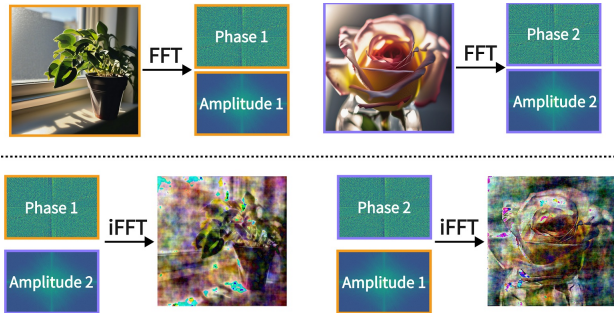 FFT
Phase 1
Amplitude 1
FFT
Phase 2
Amplitude 2
Phase 1
iFFT
Amplitude 2
Phase 2
iFFT
Amplitude 1